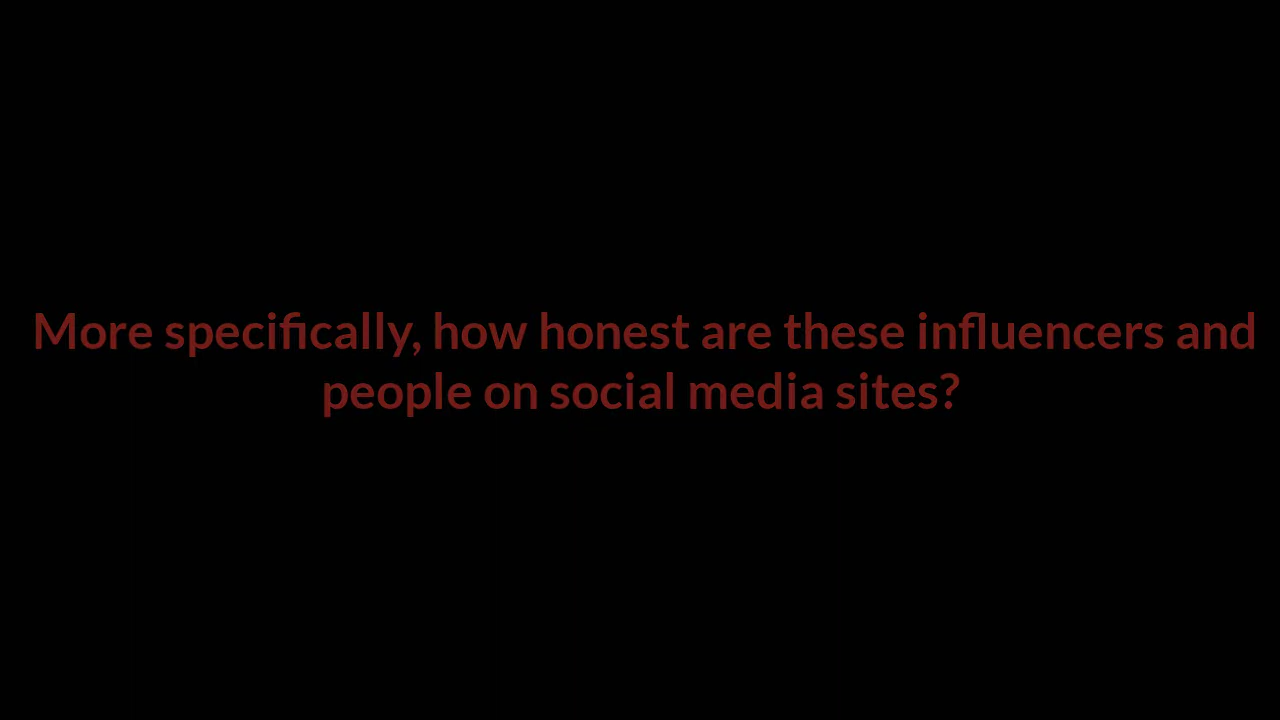 More specifically, how honest are these influencers and
people on social media sites?